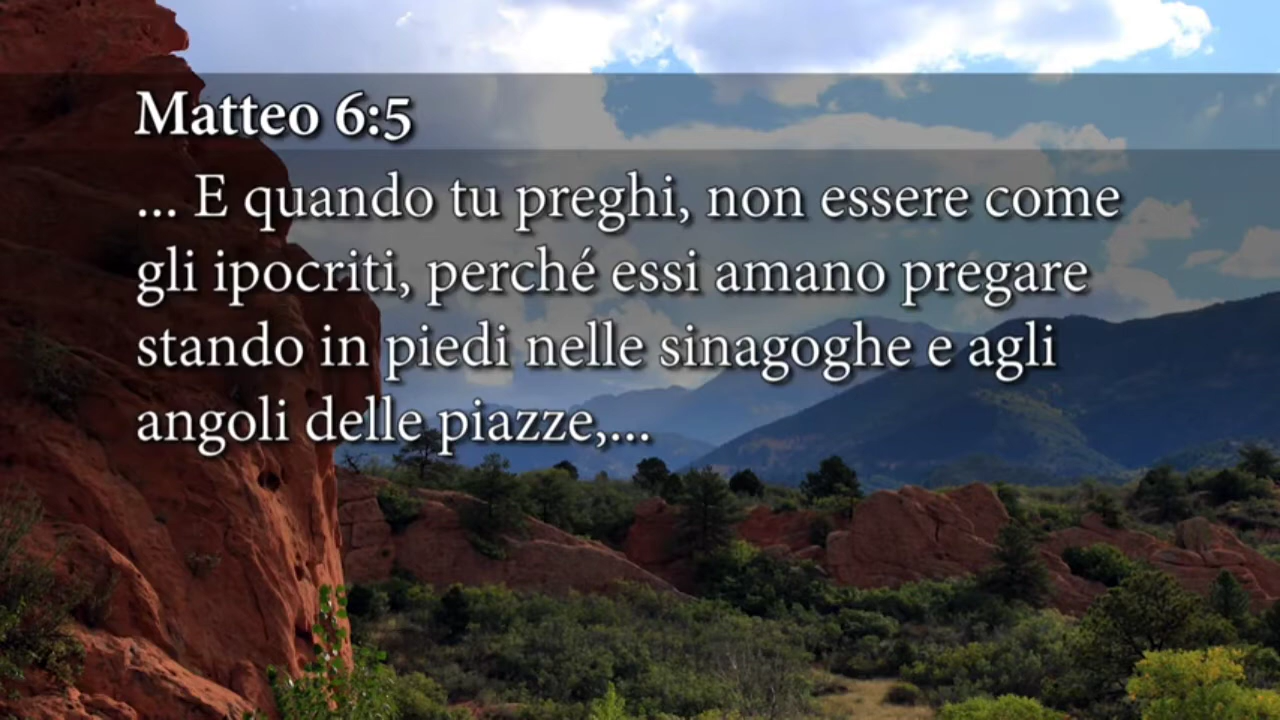 Matteo 6:5
... E quando tu preghi, non essere come
gli ipocriti, perché essi amano pregare
stando in piedi nelle sinagoghe e agli
angoli delle piazze,...